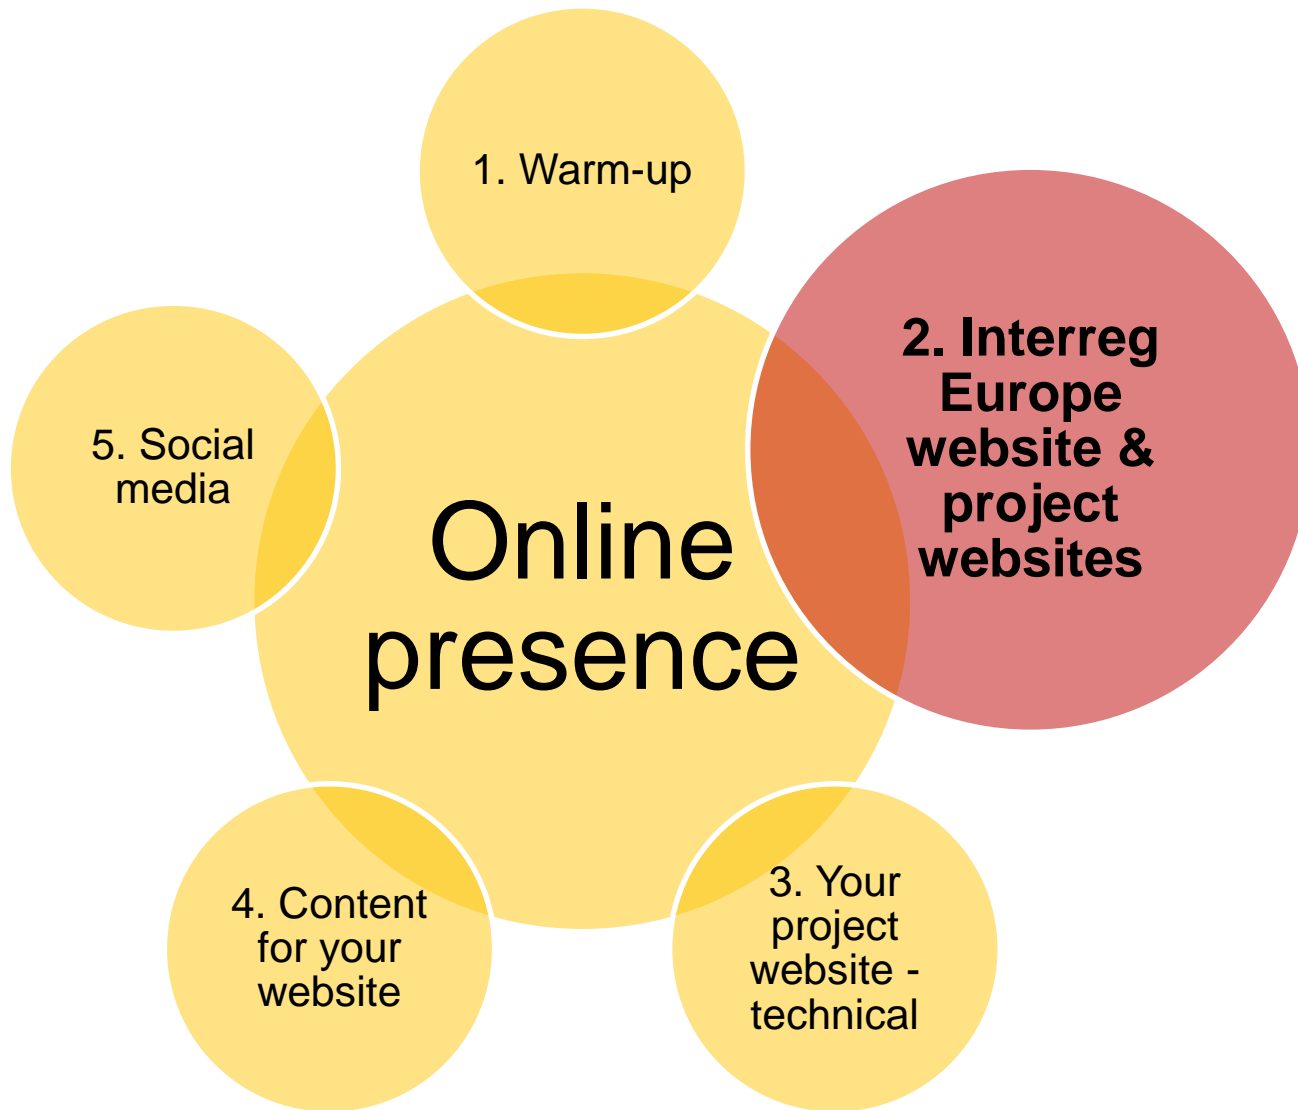 1. Warm-up
2. Interreg
Europe
website &
project
websites
5. Social
media
Online
presence
4. Content
for your
website
3. Your
project
website -
technical